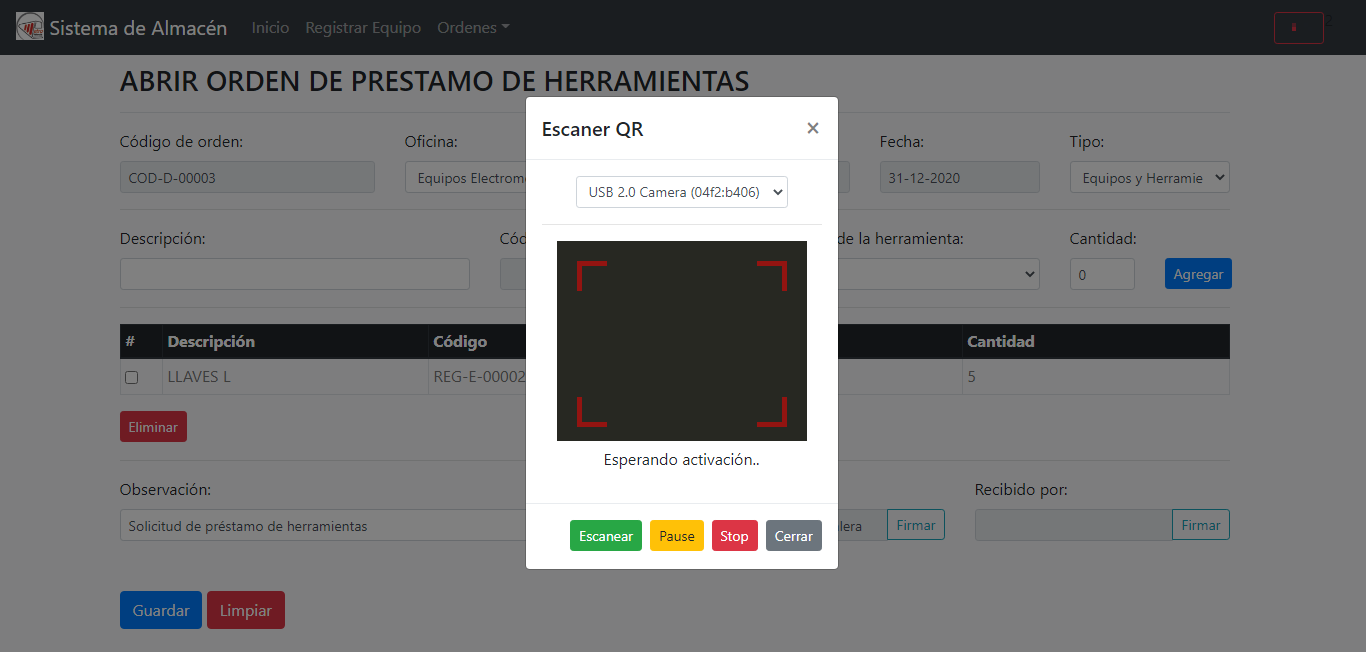 Sistema de Almacén Inicio Registrar Equipo Ordenes
ABRIR ORDEN DE PRESTAMO DE HERRAMIENTAS
Código de orden: Oficina: Fecha: Tipo:
COD-D-00003 Equipos Electrom 31-12-2020 Equipos y Herramie
Descripción: Cód de la herramienta: Cantidad:
0 Agregar
# Descripción Código Cantidad
LLAVES L REG-E-00002 5
Eliminar
Observación: Recibido por:
Solicitud de préstamo de herramientas lera Firmar Firmar
Guardar Limpiar
Escaner QR ×
USB 2.0 Camera (04f2:b406)
Esperando activación..
Escanear Pause Stop Cerrar